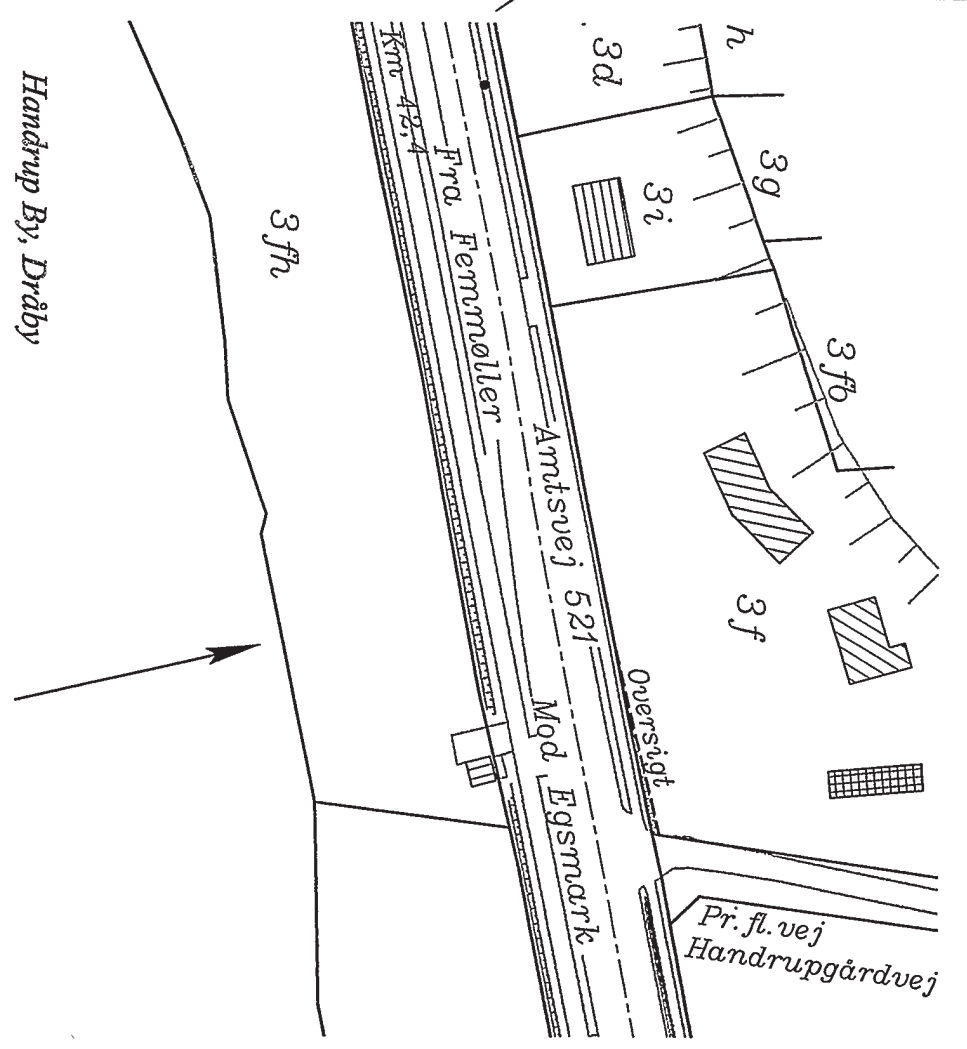 h
3d
3g
3i
3fb
3f
3fh
Km 42,4
Fra Femmøller
Amtsvej 521
Mod Egsmark
Oversigt
Pr. fl. vej
Handrupgårdvej
Handrup By, Dråby